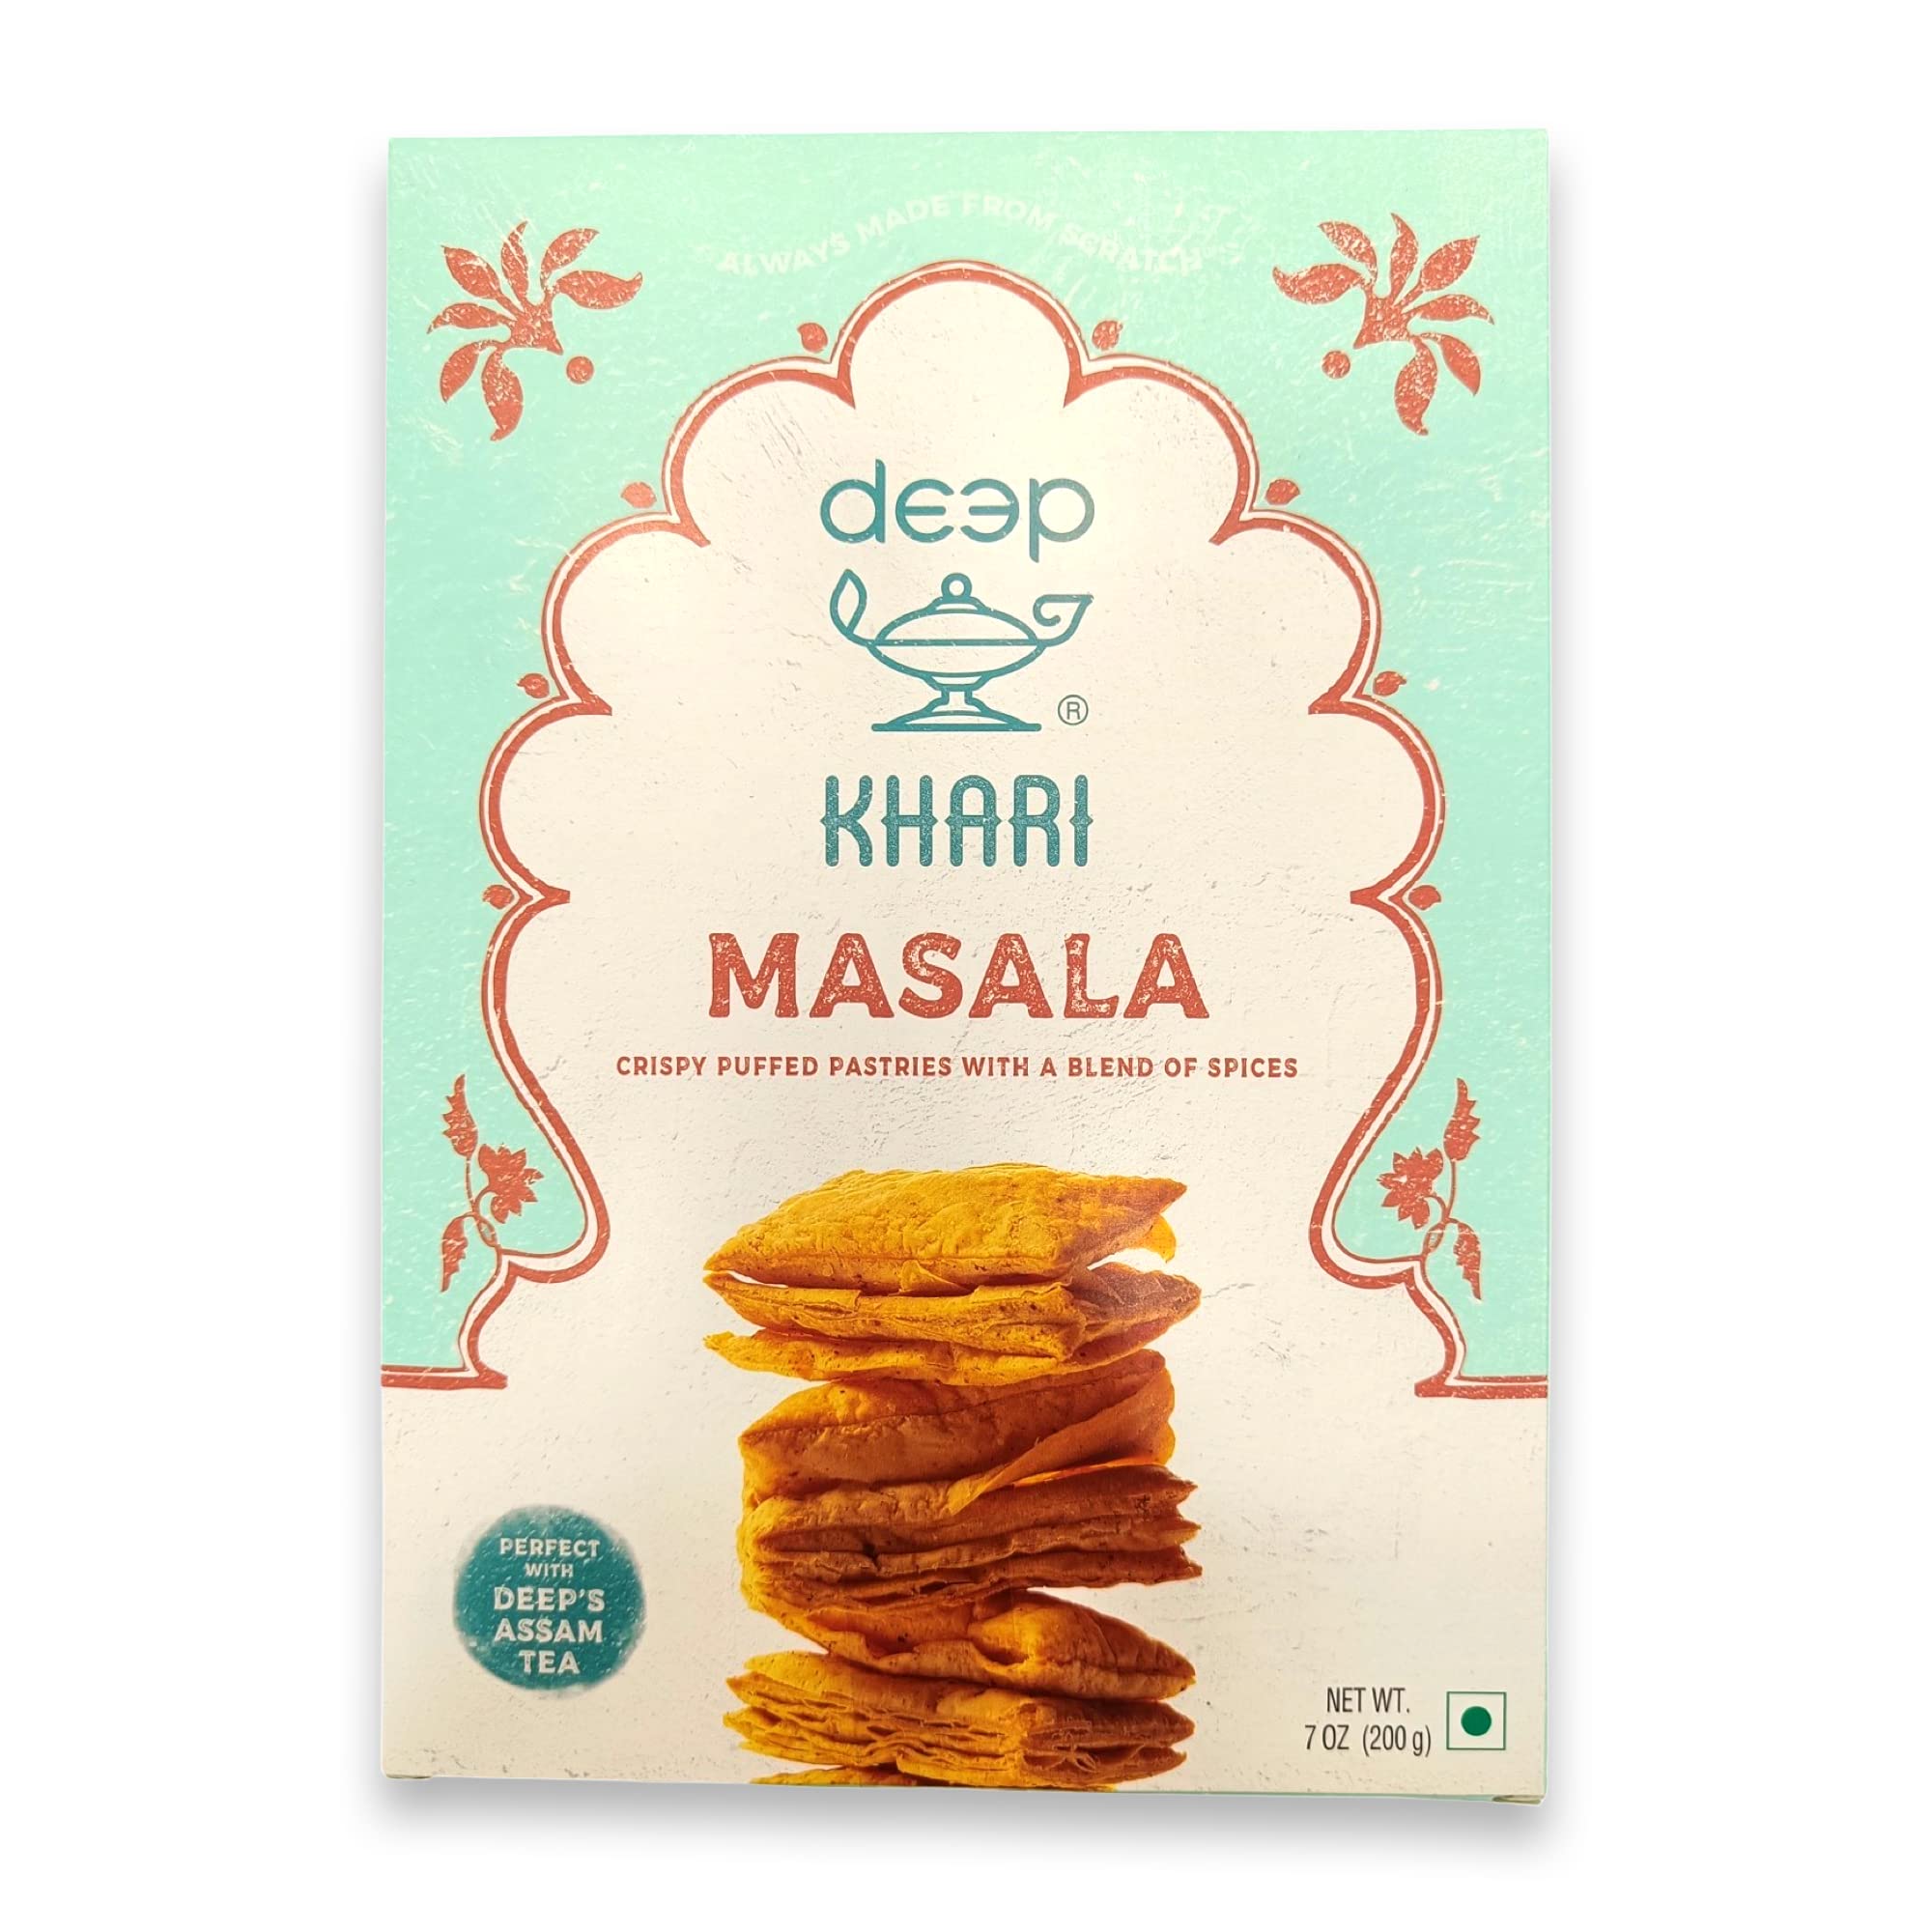 ALWAYS MADE FROM SCRATCH
deep
®
KHARI
MASALA
CRISPY PUFFED PASTRIES WITH A BLEND OF SPICES
PERFECT
WITH
DEEP'S
ASSAM
TEA
NET WT.
7 OZ (200 g)